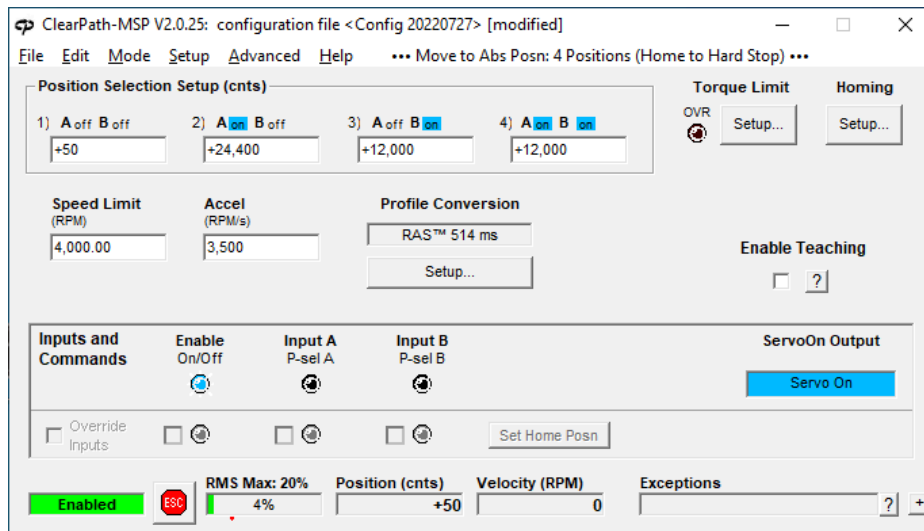 ClearPath-MSP V2.0.25: configuration file <Config 20220727> [modified]
File Edit Mode Setup Advanced Help ••• Move to Abs Posn: 4 Positions (Home to Hard Stop) •••
Position Selection Setup (cnts)
Torque Limit Homing
1) A off B off 2) A on B off 3) A off B on 4) A on B on
OVR
Setup... Setup...
+50 +24,400 +12,000 +12,000
Speed Limit Accel Profile Conversion
(RPM) (RPM/s)
4,000.00 3,500 RAS™ 514 ms
Enable Teaching
Setup...
?
Inputs and Enable Input A Input B ServoOn Output
Commands On/Off P-sel A P-sel B
Servo On
Override
Inputs
Set Home Posn
RMS Max: 20% Position (cnts) Velocity (RPM) Exceptions
Enabled ESC 4% +50 0 ? +